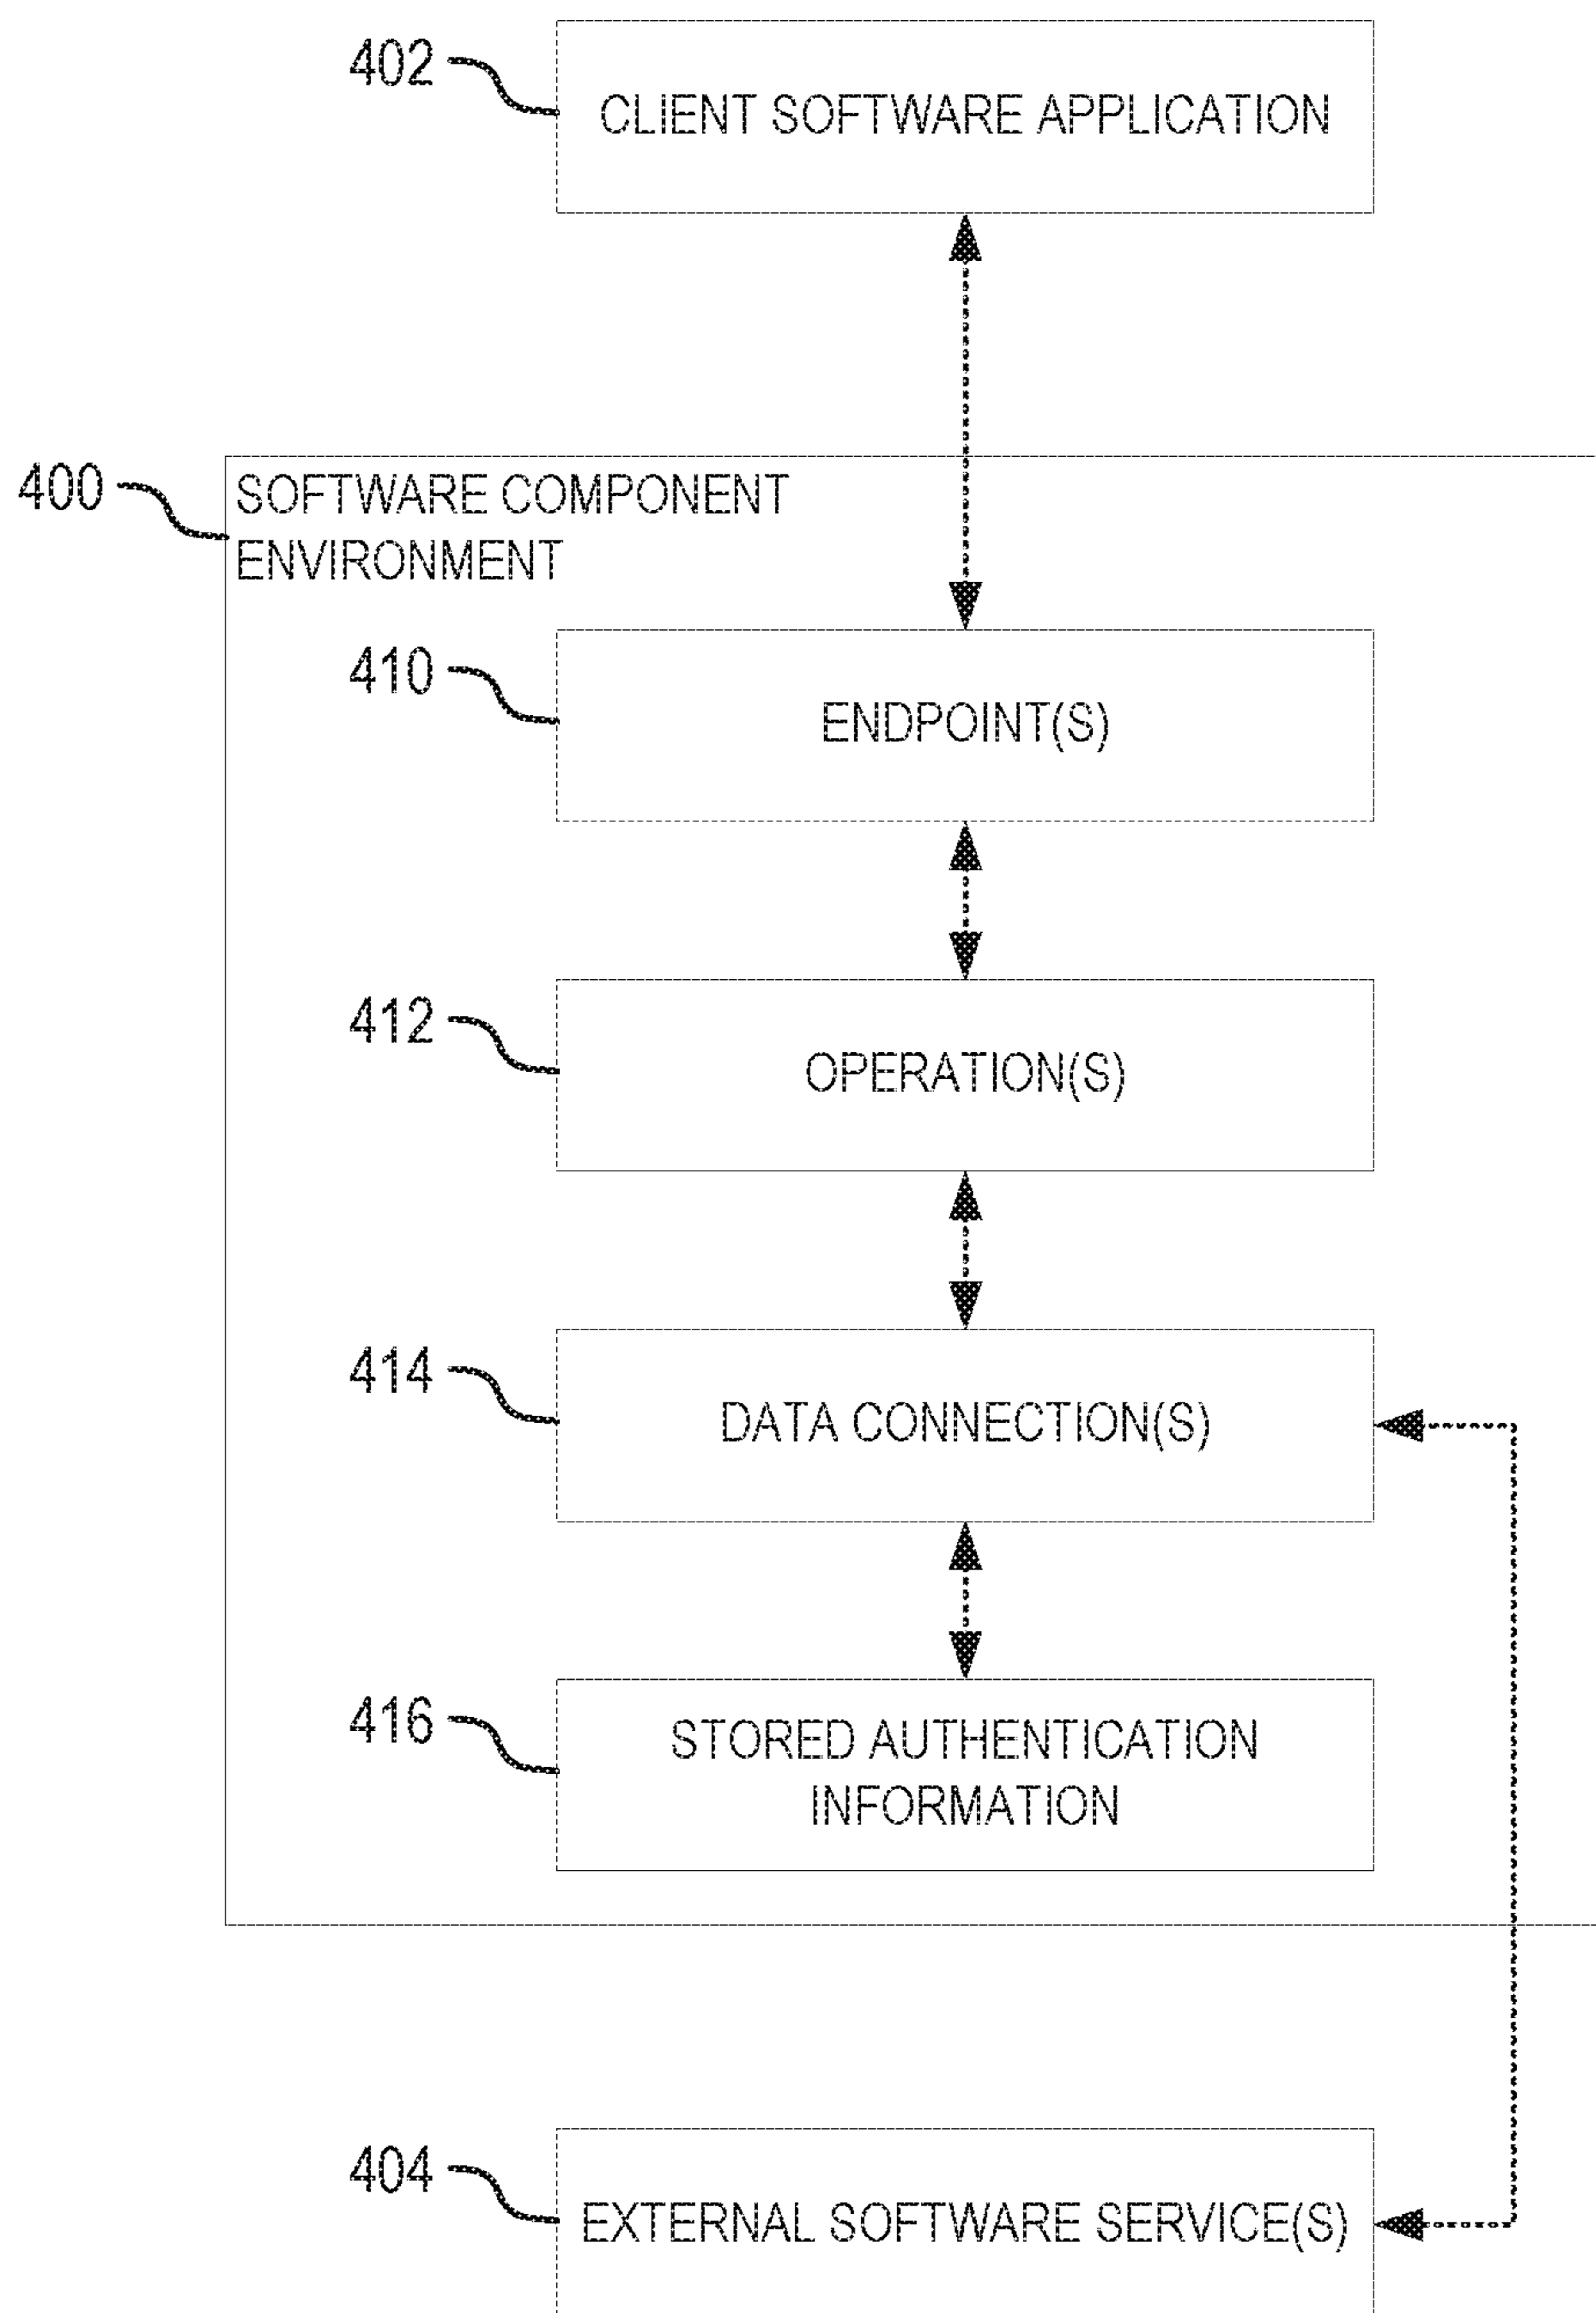 402
CLIENT SOFTWARE APPLICATION
400
SOFTWARE COMPONENT
ENVIRONMENT
410
ENDPOINT(S)
412
OPERATION(S)
414
DATA CONNECTION(S)
416
STORED AUTHENTICATION
INFORMATION
404
EXTERNAL SOFTWARE SERVICE(S)